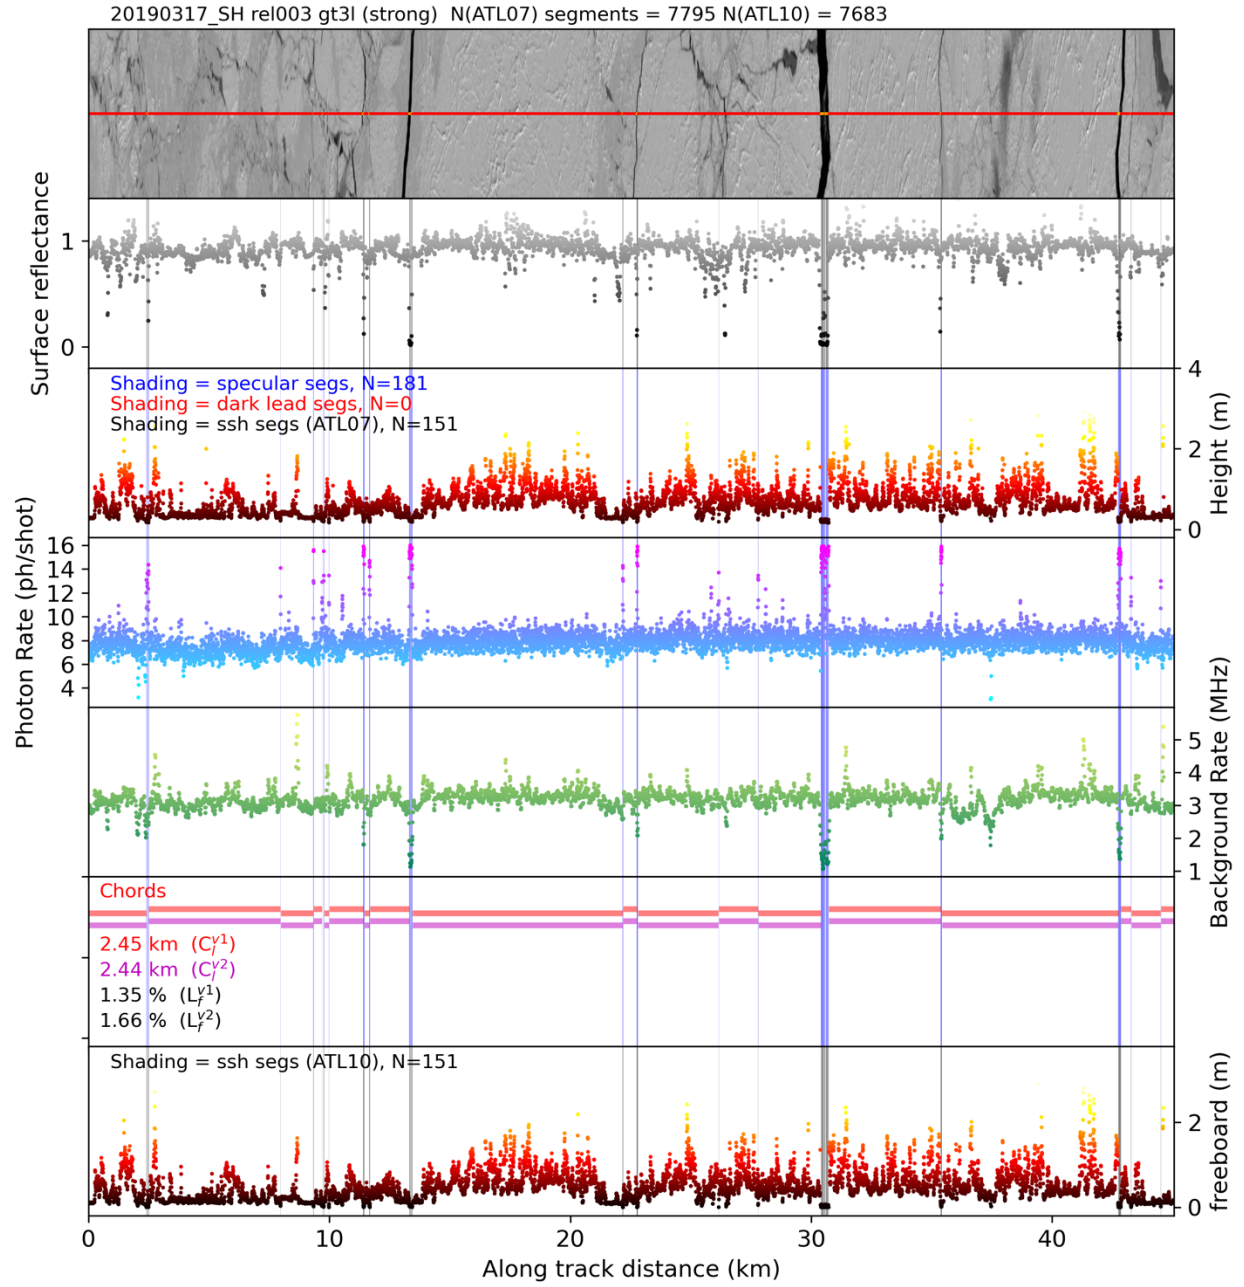 20190317_SH rel003 gt3l (strong)  N(ATL07) segments = 7795 N(ATL10) = 7683
Surface reflectance
1
0
Shading = specular segs, N=181
Shading = dark lead segs, N=0
Shading = ssh segs (ATL07), N=151
4
2
0
Height (m)
Photon Rate (ph/shot)
16
14
12
10
8
6
4
Background Rate (MHz)
5
4
3
2
1
Chords
2.45 km  (C_l^{v1})
2.44 km  (C_l^{v2})
1.35 %  (L_f^{v1})
1.66 %  (L_f^{v2})
Shading = ssh segs (ATL10), N=151
2
0
freeboard (m)
0 10 20 30 40
Along track distance (km)